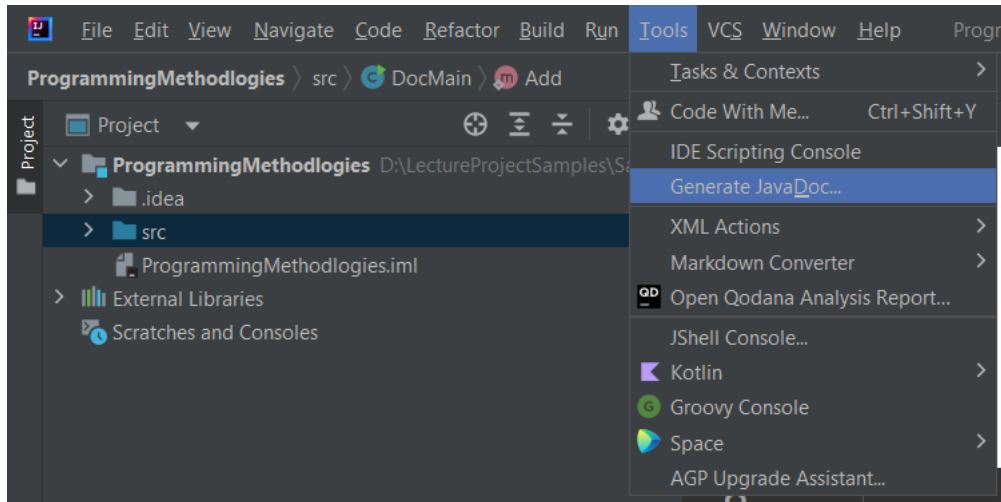 File Edit View Navigate Code Refactor Build Run Tools VCS Window Help Progr
ProgrammingMethodlogies src DocMain Add
Project
Project
ProgrammingMethodlogies D:\LectureProjectSamples\Sa
.idea
src
ProgrammingMethodlogies.iml
External Libraries
Scratches and Consoles
Tasks & Contexts
Code With Me... Ctrl+Shift+Y
IDE Scripting Console
Generate JavaDoc...
XML Actions
Markdown Converter
Open Qodana Analysis Report...
JShell Console...
Kotlin
Groovy Console
Space
AGP Upgrade Assistant...